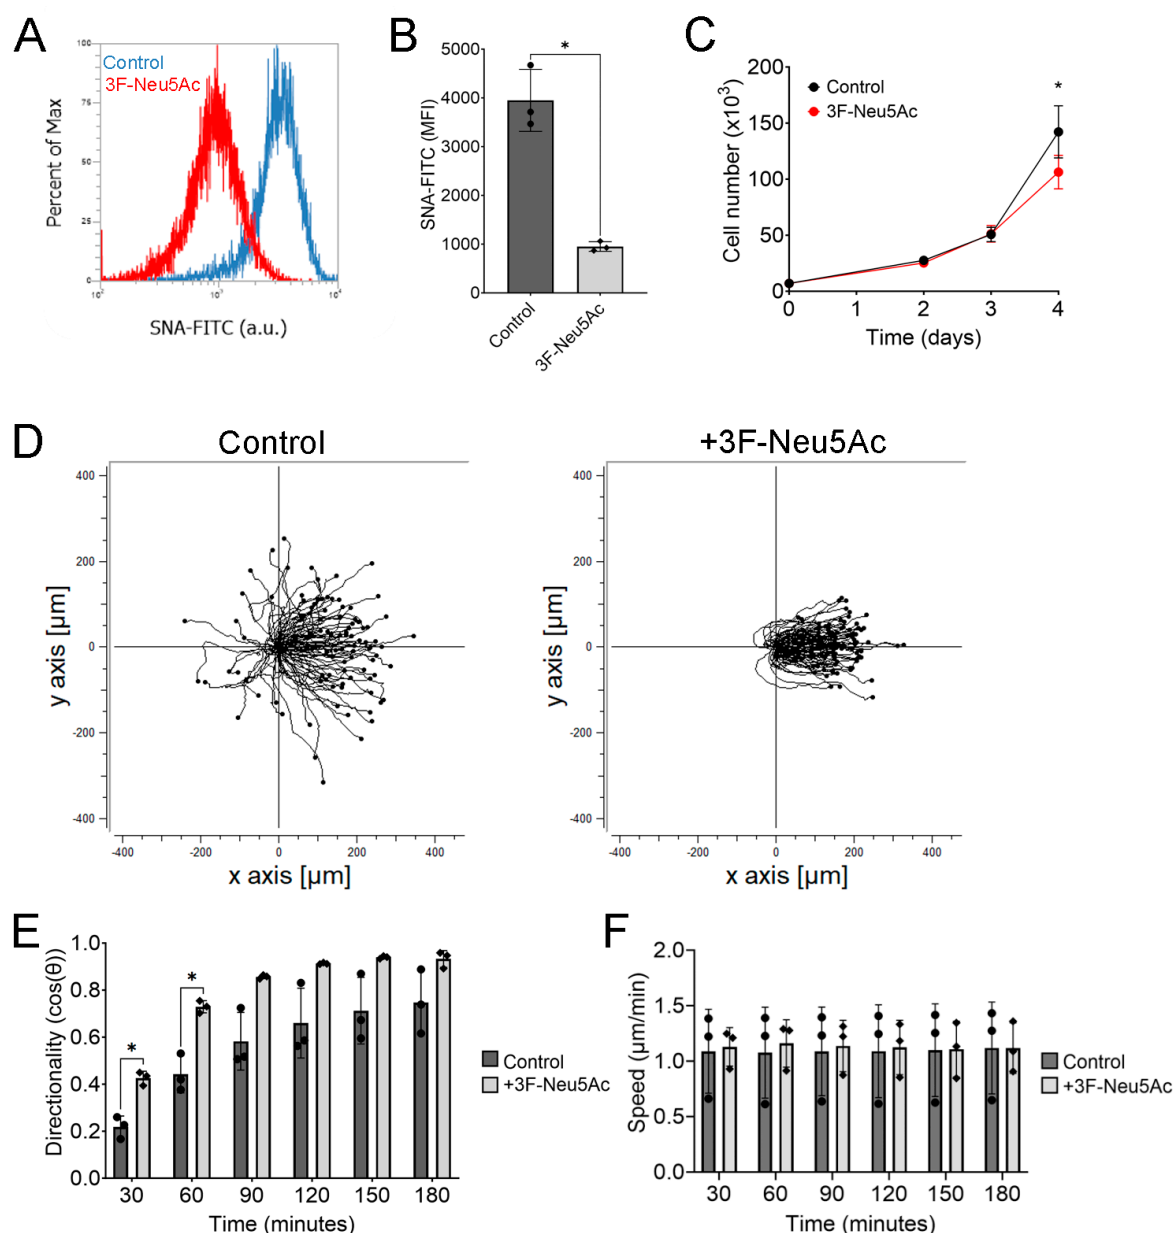 A
Control
3F-Neu5Ac
100
75
50
25
0
Percent of Max
10²
10³
10⁴
SNA-FITC (a.u.)
B
5000
4000
3000
2000
1000
0
SNA-FITC (MFI)
*
Control
3F-Neu5Ac
C
200
150
100
50
0
Cell number (x10³)
Control
3F-Neu5Ac
*
0 1 2 3 4
Time (days)
D
Control
400
200
0
-200
-400
y axis [µm]
-400 -200 0 200 400
x axis [µm]
+3F-Neu5Ac
400
200
0
-200
-400
y axis [µm]
-400 -200 0 200 400
x axis [µm]
E
1.0
0.8
0.6
0.4
0.2
0.0
Directionality (cos(θ))
*
*
Control
+3F-Neu5Ac
30 60 90 120 150 180
Time (minutes)
F
2.0
1.5
1.0
0.5
0.0
Speed (µm/min)
Control
+3F-Neu5Ac
30 60 90 120 150 180
Time (minutes)